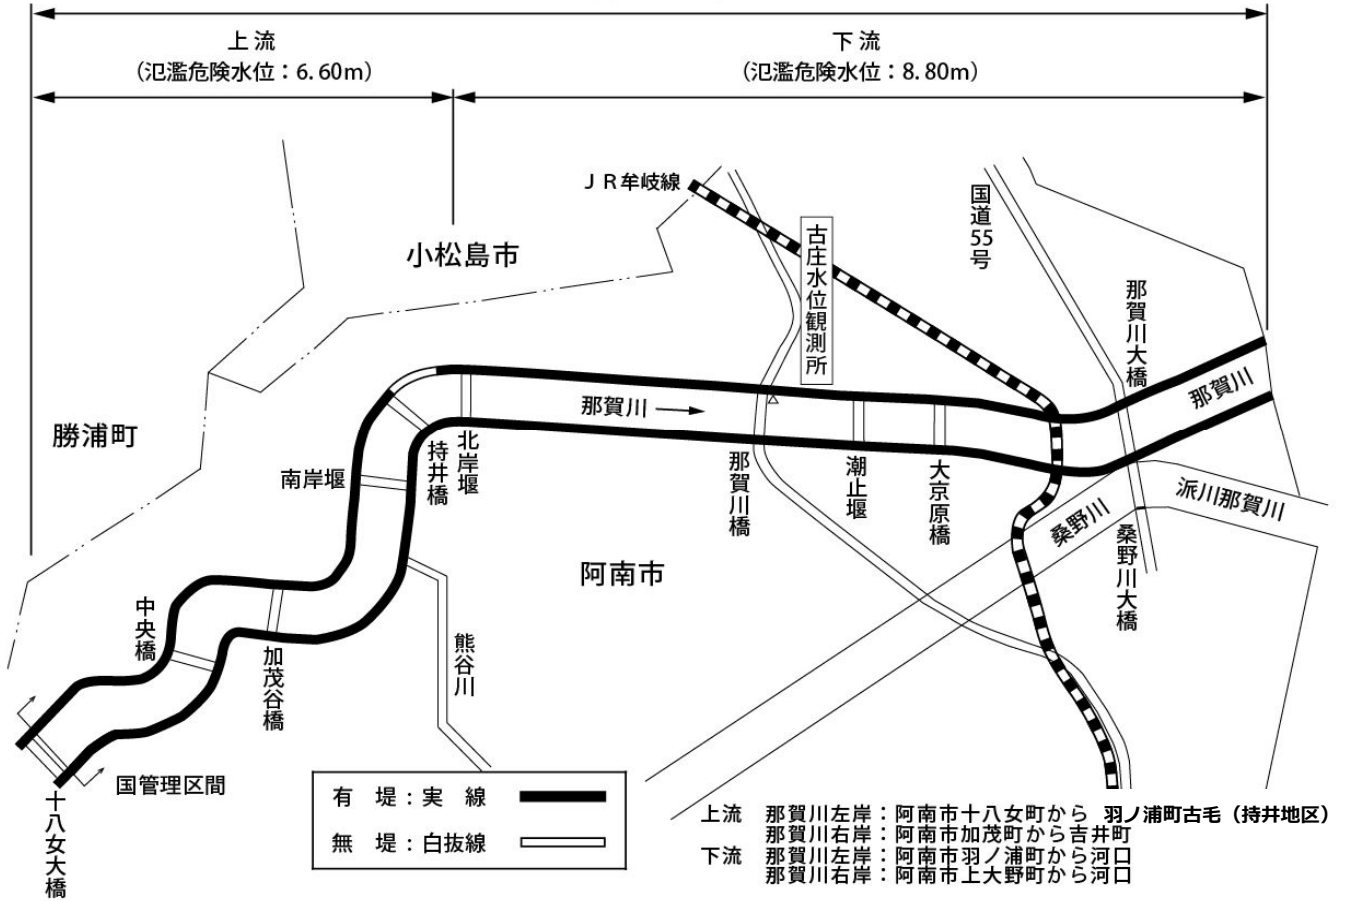 上流
（氾濫危険水位：6.60m）
下流
（氾濫危険水位：8.80m）
ＪＲ牟岐線
国道55号
小松島市
古庄水位観測所
那賀川大橋
那賀川
那賀川
勝浦町
南岸堰
持井橋
北岸堰
那賀川橋
潮止堰
大京原橋
桑野川
派川那賀川
桑野川大橋
阿南市
中央橋
加茂谷橋
熊谷川
国管理区間
十八女大橋
有　堤：実　線
無　堤：白抜線
上流　那賀川左岸：阿南市十八女町から　羽ノ浦町古毛（持井地区）
那賀川右岸：阿南市加茂町から吉井町
下流　那賀川左岸：阿南市羽ノ浦町から河口
那賀川右岸：阿南市上大野町から河口